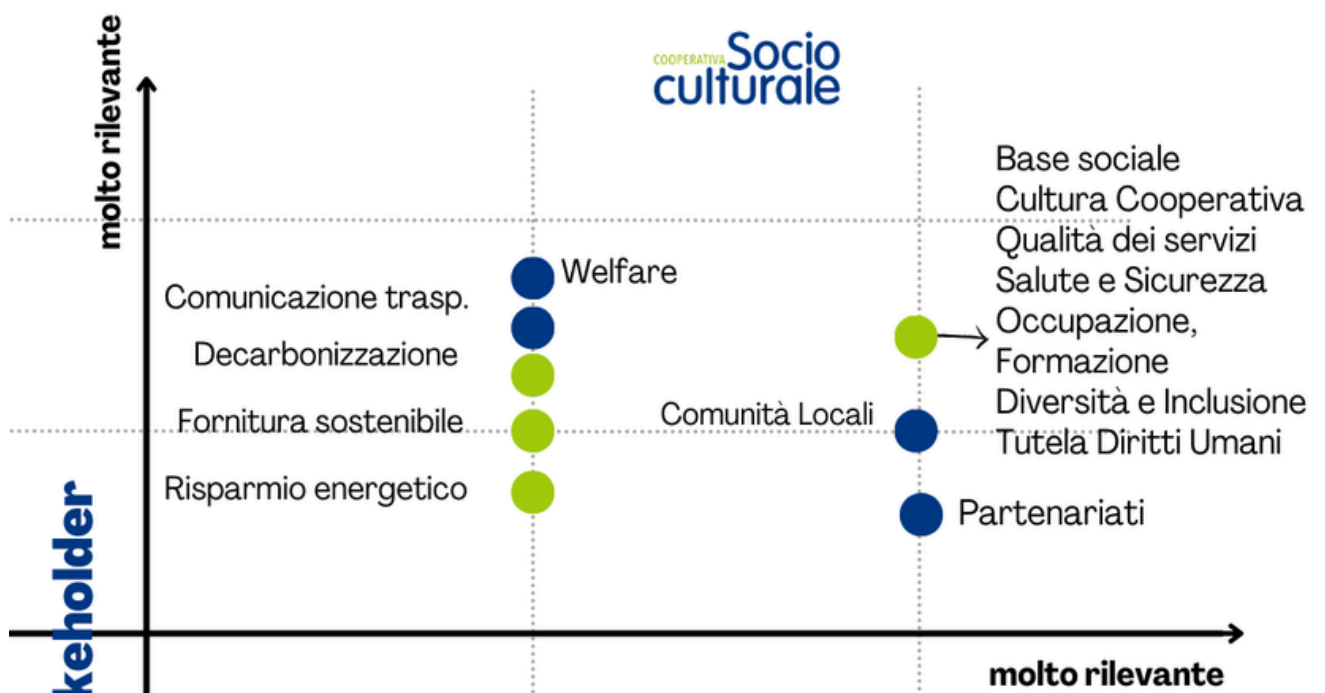 molto rilevante
COOPERATIVA Socio
culturale
Base sociale
Cultura Cooperativa
Qualità dei servizi
Salute e Sicurezza
Occupazione,
Formazione
Diversità e Inclusione
Tutela Diritti Umani
Welfare
Comunicazione trasp.
Decarbonizzazione
Fornitura sostenibile
Risparmio energetico
Comunità Locali
Partenariati
keholder
molto rilevante